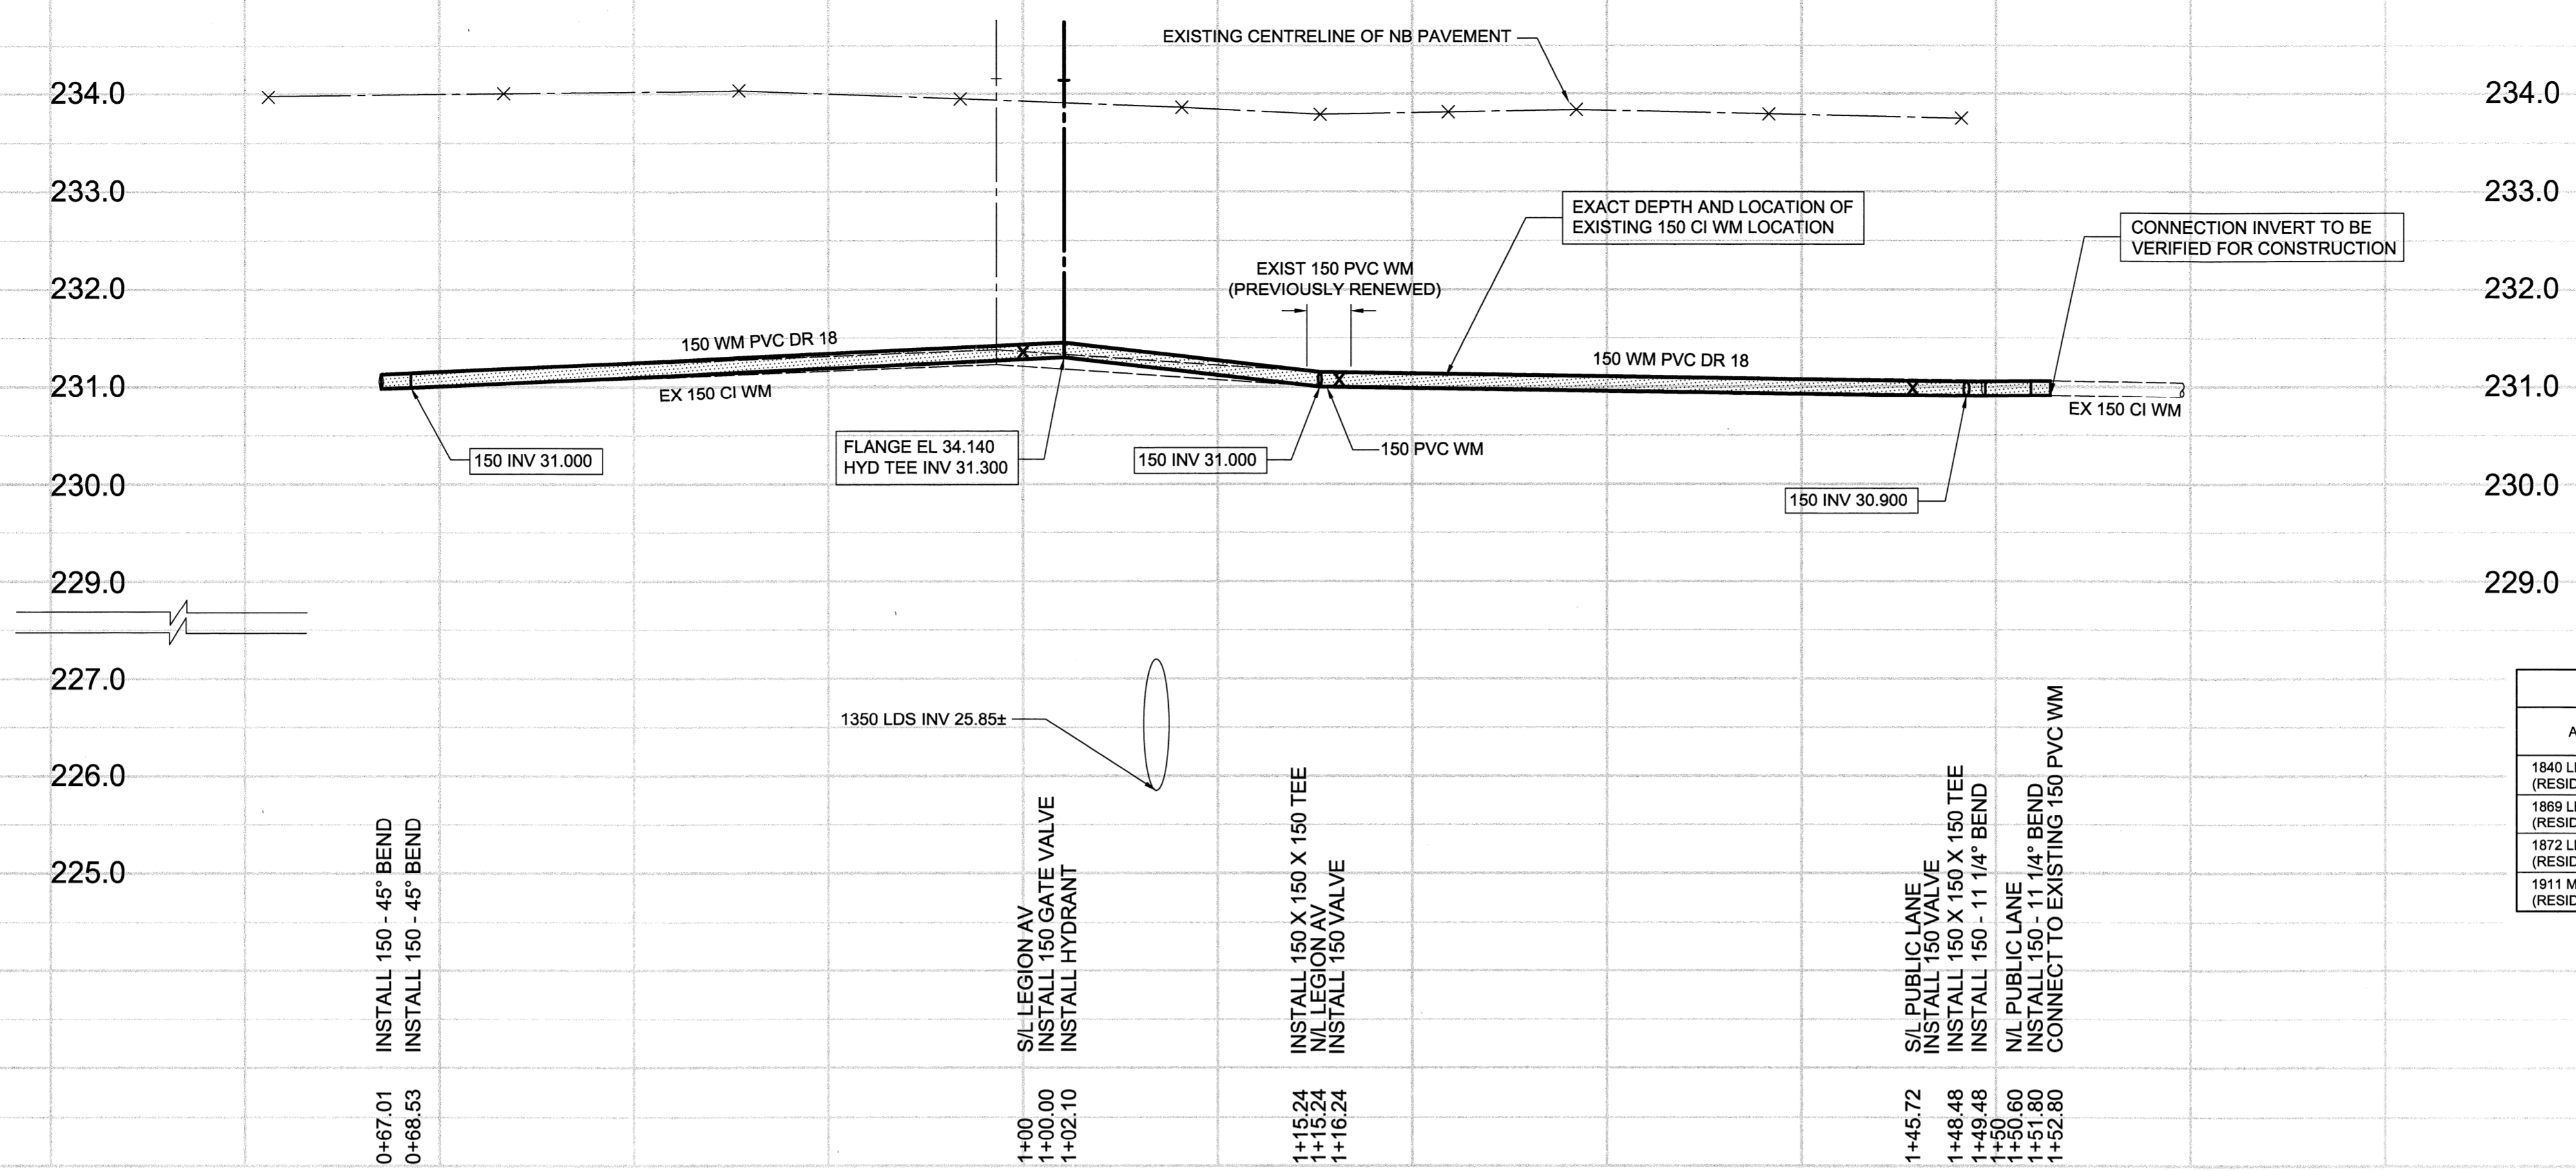 EXISTING CENTRELINE OF NB PAVEMENT
234.0
234.0
233.0
233.0
EXACT DEPTH AND LOCATION OF
EXISTING 150 CI WM LOCATION
CONNECTION INVERT TO BE
VERIFIED FOR CONSTRUCTION
EXIST 150 PVC WM
(PREVIOUSLY RENEWED)
232.0
232.0
150 WM PVC DR 18
150 WM PVC DR 18
231.0
231.0
EX 150 CI WM
EX 150 CI WM
FLANGE EL 34.140
HYD TEE INV 31.300
150 INV 31.000
150 INV 31.000
150 PVC WM
230.0
230.0
150 INV 30.900
229.0
229.0
227.0
1350 LDS INV 25.85±
226.0
225.0
0+67.01 INSTALL 150 - 45° BEND
0+68.53 INSTALL 150 - 45° BEND
1+00 S/L LEGION AV
1+00.00 INSTALL 150 GATE VALVE
1+02.10 INSTALL HYDRANT
1+15.24 INSTALL 150 X 150 X 150 TEE
1+15.24 N/L LEGION AV
1+16.24 INSTALL 150 VALVE
1+45.72 S/L PUBLIC LANE
INSTALL 150 VALVE
1+48.48 INSTALL 150 X 150 X 150 TEE
1+49.48 INSTALL 150 - 11 1/4° BEND
1+50
1+50.60 N/L PUBLIC LANE
1+51.80 INSTALL 150 - 11 1/4° BEND
1+52.80 CONNECT TO EXISTING 150 PVC WM
A
1840 L
(RESID
1869 L
(RESID
1872 L
(RESID
1911 M
(RESID